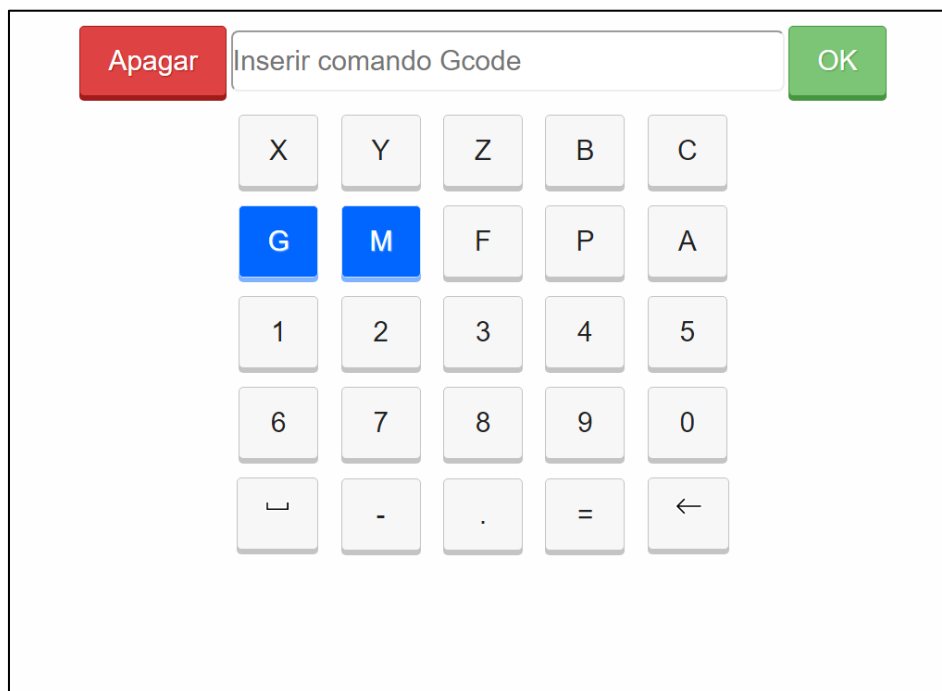 Apagar Inserir comando Gcode OK
X Y Z B C
G M F P A
1 2 3 4 5
6 7 8 9 0
␣ - . = ←